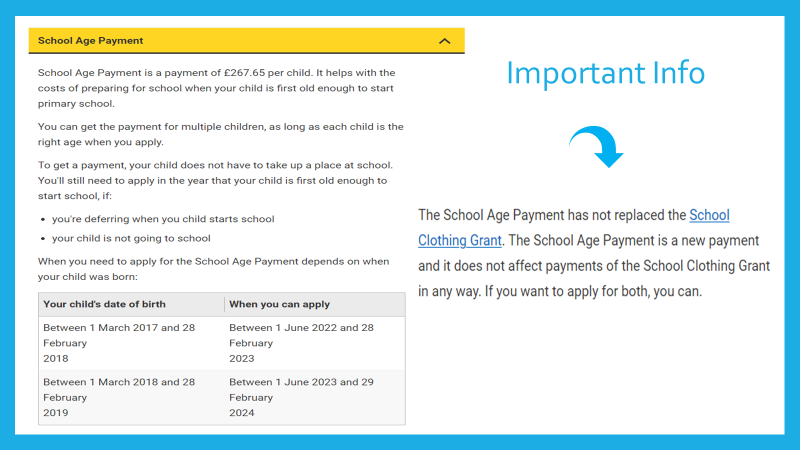 School Age Payment
School Age Payment is a payment of £267.65 per child. It helps with the
costs of preparing for school when your child is first old enough to start
primary school.
You can get the payment for multiple children, as long as each child is the
right age when you apply.
To get a payment, your child does not have to take up a place at school.
You'll still need to apply in the year that your child is first old enough to
start school, if:
• you're deferring when you child starts school
• your child is not going to school
When you need to apply for the School Age Payment depends on when
your child was born:
Your child's date of birth When you can apply
Between 1 March 2017 and 28 Between 1 June 2022 and 28
February February
2018 2023
Between 1 March 2018 and 28 Between 1 June 2023 and 29
February February
2019 2024
Important Info
The School Age Payment has not replaced the School
Clothing Grant. The School Age Payment is a new payment
and it does not affect payments of the School Clothing Grant
in any way. If you want to apply for both, you can.